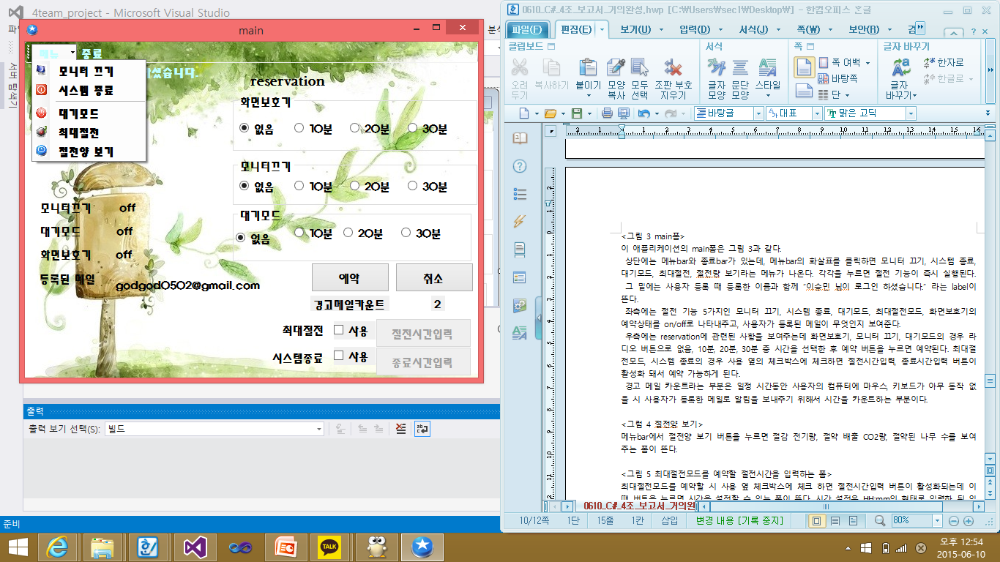 4team_project - Microsoft Visual Studio
main
종료
셨습니다.
모니터 끄기
시스템 종료
대기모드
최대절전
절전양 보기
reservation
화면보호기
없음 10분 20분 30분
모니터끄기
없음 10분 20분 30분
대기모드
없음 10분 20분 30분
모니터끄기 off
대기모드 off
화면보호기 off
등록된 메일 godgod0502@gmail.com
예약 취소
경고메일카운트 2
최대절전 사용 절전시간입력
시스템종료 사용 종료시간입력
서버 탐색기
출력
출력 보기 선택(S): 빌드
준비
0610_C#_4조_보고서_거의완성.hwp [C:\Users\sec1\Desktop\] - 한컴오피스 한글
파일(F) 편집(E) 보기(U) 입력(D) 서식(J) 쪽(W) 보안(R) 검
클립보드 서식 쪽 글자 바꾸기
오려 두기 복사하기 붙이기 모양 복사 모두 선택 조판 부호 지우기 글자 모양 문단 모양 스타일 쪽 여백 바탕쪽 단 글자 바꾸기 한자로 한글로
바탕글 대표 맑은 고딕
<그림 3 main폼>
이 애플리케이션의 main폼은 그림 3과 같다.
상단에는 메뉴bar와 종료bar가 있는데, 메뉴bar의 화살표를 클릭하면 모니터 끄기, 시스템 종료,
대기모드, 최대절전, 절전량 보기라는 메뉴가 나온다. 각각을 누르면 절전 기능이 즉시 실행된다.
그 밑에는 사용자 등록 때 등록한 이름과 함께 “이승민 님이 로그인 하셨습니다.” 라는 label이
뜬다.
좌측에는 절전 기능 5가지인 모니터 끄기, 시스템 종료, 대기모드, 최대절전모드, 화면보호기의
예약상태를 on/off로 나타내주고, 사용자가 등록된 메일이 무엇인지 보여준다.
우측에는 reservation에 관련된 사항을 보여주는데 화면보호기, 모니터 끄기, 대기모드의 경우 라
디오 버튼으로 없을, 10분, 20분, 30분 중 시간을 선택한 후 예약 버튼을 누르면 예약된다. 최대절
전모드, 시스템 종료의 경우 사용 옆의 체크박스에 체크하면 절전시간입력, 종료시간입력 버튼이
활성화 돼서 예약 가능하게 된다.
경고 메일 카운트라는 부분은 일정 시간동안 사용자의 컴퓨터에 마우스, 키보드가 아무 동작 없
을 시 사용자가 등록한 메일로 알림을 보내주기 위해서 시간을 카운트하는 부분이다.
<그림 4 절전양 보기>
메뉴bar에서 절전양 보기 버튼을 누르면 절감 전기량, 절약 배출 CO2량, 절약된 나무 수를 보여
주는 폼이 뜬다.
<그림 5 최대절전모드를 예약할 절전시간을 입력하는 폼>
최대절전모드를 예약할 시 사용 옆 체크박스에 체크 하면 절전시간입력 버튼이 활성화되는데 이
0610_C#_4조_보고서_거의완
10/12쪽 1단 15줄 1칸 삽입 변경 내용 [기록 중지] 80%
TALK
오후 12:54
2015-06-10